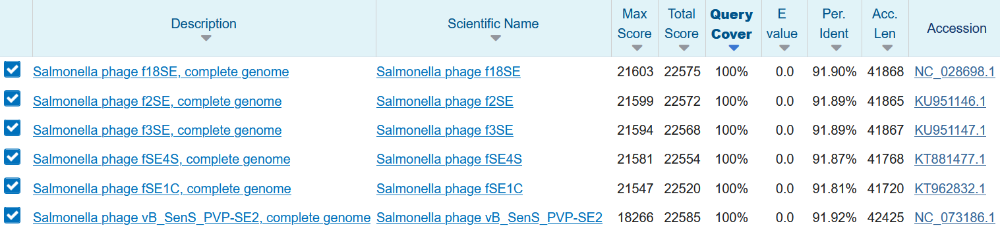 Description Scientific Name Max Score Total Score Query Cover E value Per. Ident Acc. Len Accession
Salmonella phage f18SE, complete genome Salmonella phage f18SE 21603 22575 100% 0.0 91.90% 41868 NC_028698.1
Salmonella phage f2SE, complete genome Salmonella phage f2SE 21599 22572 100% 0.0 91.89% 41865 KU951146.1
Salmonella phage f3SE, complete genome Salmonella phage f3SE 21594 22568 100% 0.0 91.89% 41867 KU951147.1
Salmonella phage fSE4S, complete genome Salmonella phage fSE4S 21581 22554 100% 0.0 91.87% 41768 KT881477.1
Salmonella phage fSE1C, complete genome Salmonella phage fSE1C 21547 22520 100% 0.0 91.81% 41720 KT962832.1
Salmonella phage vB_SenS_PVP-SE2, complete genome Salmonella phage vB_SenS_PVP-SE2 18266 22585 100% 0.0 91.92% 42425 NC_073186.1